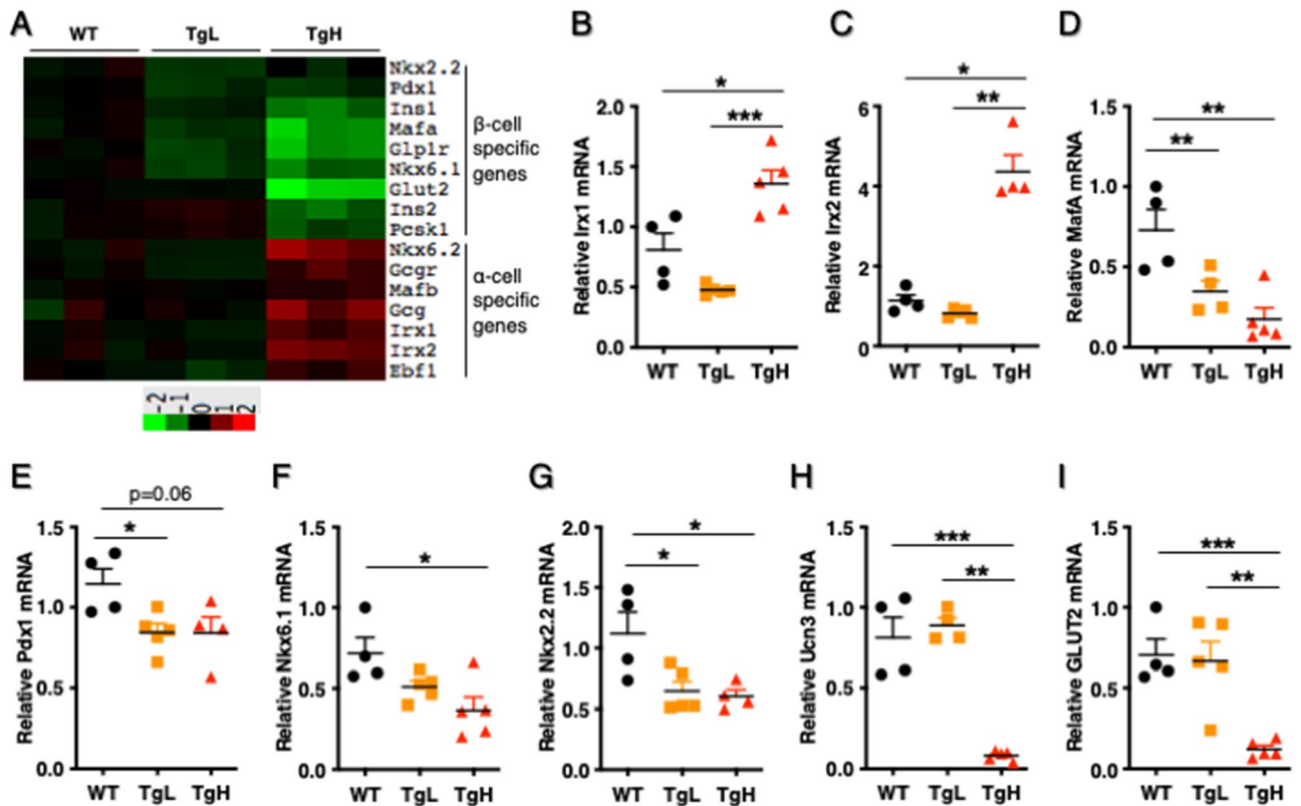 A
WT TgL TgH
Nkx2.2
Pdx1
Ins1
Mafa
Glp1r
Nkx6.1
Glut2
Ins2
Pcsk1
Nkx6.2
Gcgr
Mafb
Gcg
Irx1
Irx2
Ebf1
β-cell
specific
genes
α-cell
specific
genes
-2 -1 0 1 2
B
Relative Irx1 mRNA
2.0
1.5
1.0
0.5
0.0
*
***
WT TgL TgH
C
Relative Irx2 mRNA
6
4
2
0
*
**
WT TgL TgH
D
Relative MafA mRNA
1.5
1.0
0.5
0.0
**
**
WT TgL TgH
E
Relative Pdx1 mRNA
1.5
1.0
0.5
0.0
p=0.06
*
WT TgL TgH
F
Relative Nkx6.1 mRNA
1.5
1.0
0.5
0.0
*
WT TgL TgH
G
Relative Nkx2.2 mRNA
2.0
1.5
1.0
0.5
0.0
*
*
WT TgL TgH
H
Relative Ucn3 mRNA
1.5
1.0
0.5
0.0
***
**
WT TgL TgH
I
Relative GLUT2 mRNA
1.5
1.0
0.5
0.0
***
**
WT TgL TgH